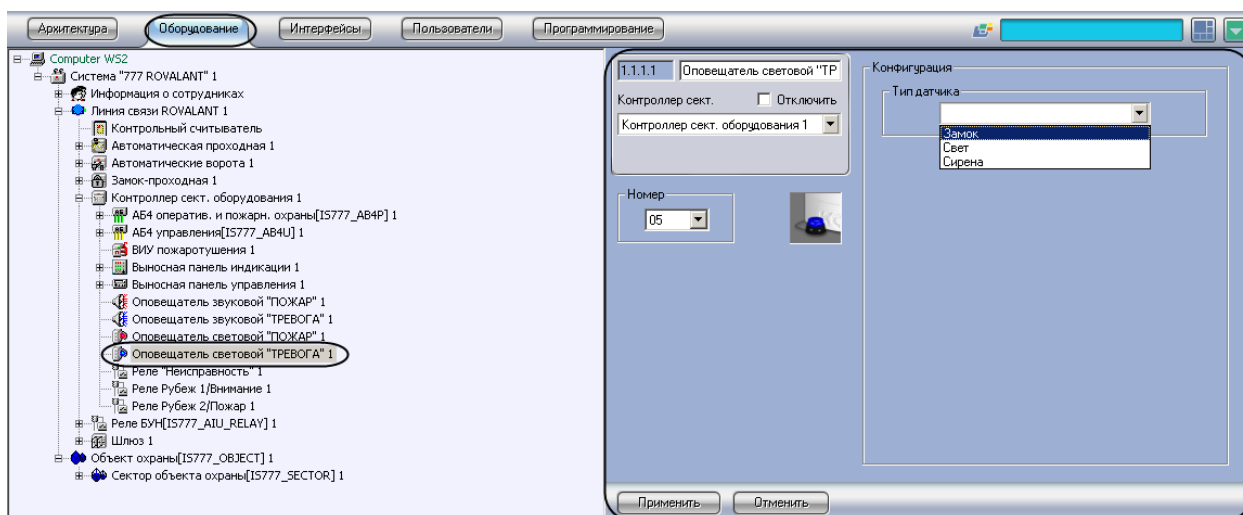 Архитектура Оборудование Интерфейсы Пользователи Программирование
Computer WS2
Система "777 ROVALANT" 1
Информация о сотрудниках
Линия связи ROVALANT 1
Контрольный считыватель
Автоматическая проходная 1
Автоматические ворота 1
Замок-проходная 1
Контроллер сект. оборудования 1
АБ4 оператив. и пожарн. охраны[IS777_AB4P] 1
АБ4 управления[IS777_AB4U] 1
ВИУ пожаротушения 1
Выносная панель индикации 1
Выносная панель управления 1
Оповещатель звуковой "ПОЖАР" 1
Оповещатель звуковой "ТРЕВОГА" 1
Оповещатель световой "ПОЖАР" 1
Оповещатель световой "ТРЕВОГА" 1
Реле "Неисправность" 1
Реле Рубеж 1/Внимание 1
Реле Рубеж 2/Пожар 1
Реле БУН[IS777_AIU_RELAY] 1
Шлюз 1
Объект охраны[IS777_OBJECT] 1
Сектор объекта охраны[IS777_SECTOR] 1
1.1.1.1 Оповещатель световой "ТР
Контроллер сект. Отключить
Контроллер сект. оборудования 1
Номер
05
Конфигурация
Тип датчика
Замок
Свет
Сирена
Применить Отменить